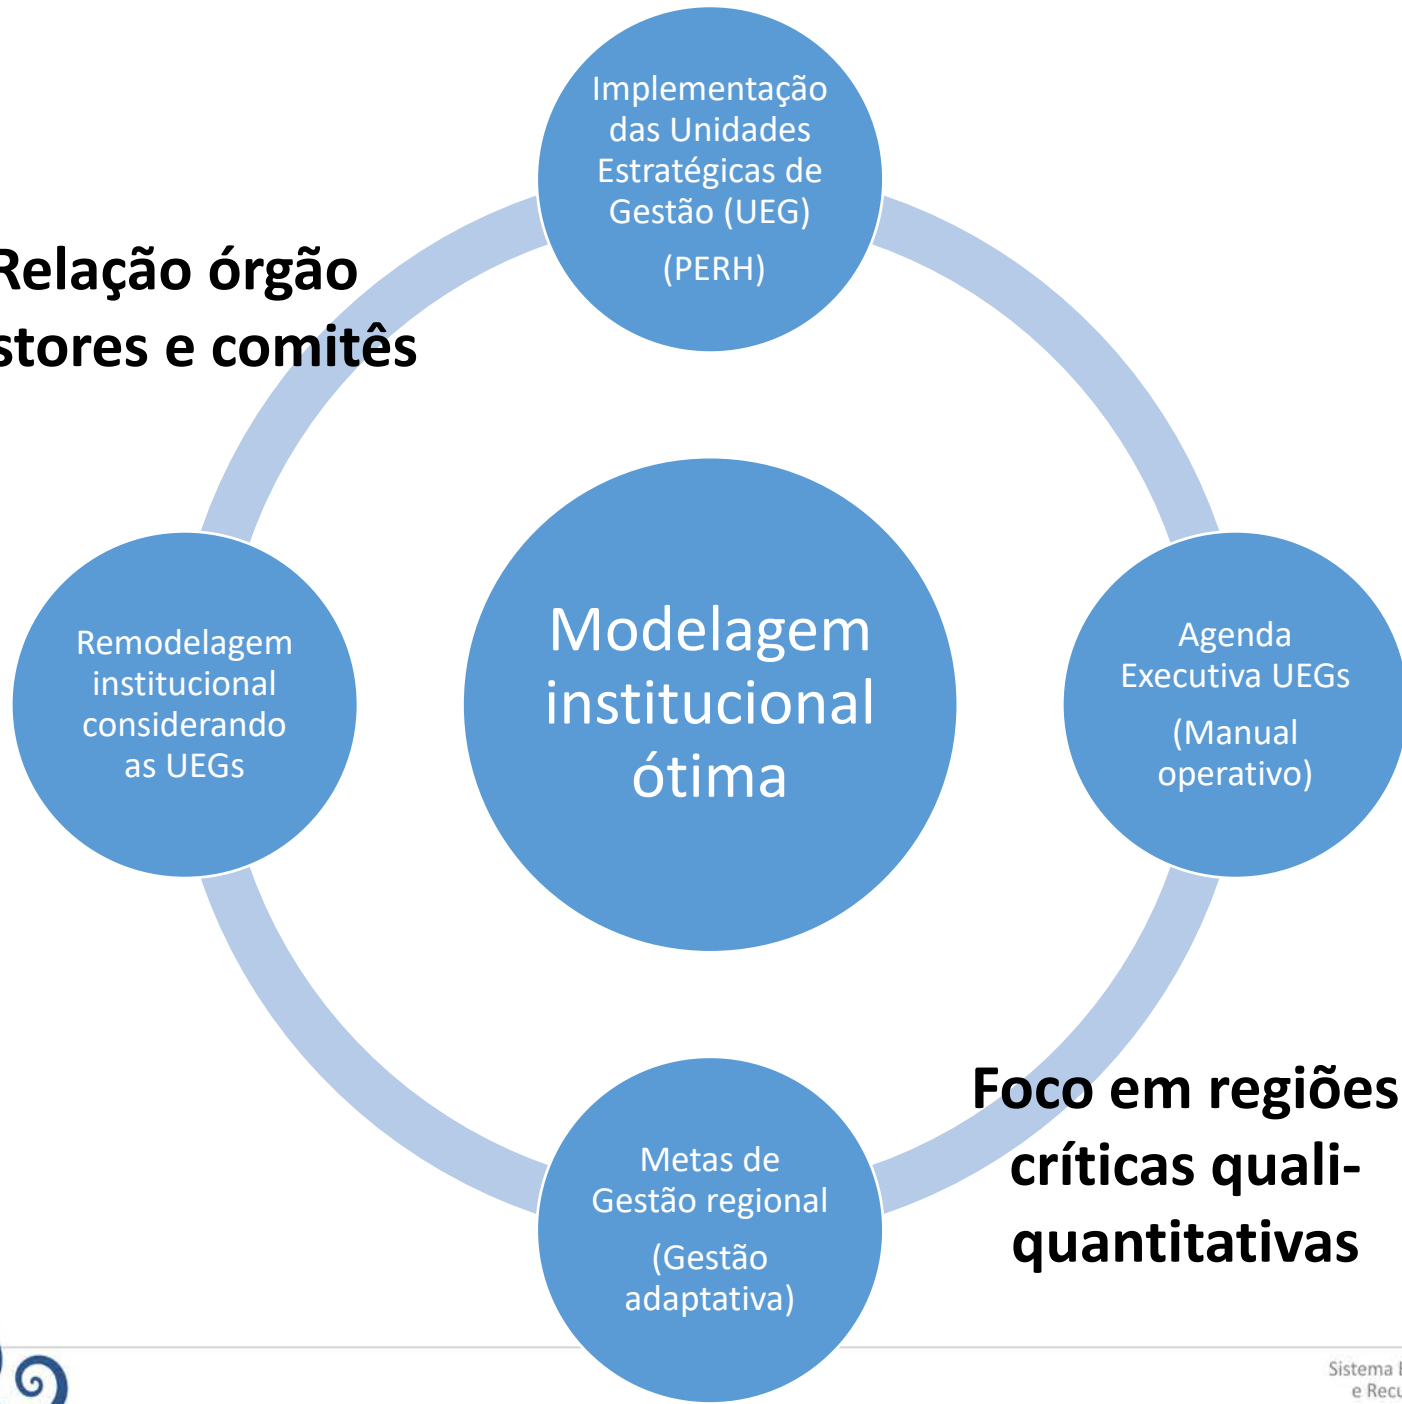 Implementação
das Unidades
Estratégicas de
Gestão (UEG)
(PERH)
Relação órgão
stores e comitês
Remodelagem
institucional
considerando
as UEGs
Modelagem
institucional
ótima
Agenda
Executiva UEGs
(Manual
operativo)
Metas de
Gestão regional
(Gestão
adaptativa)
Foco em regiões
críticas quali-
quantitativas
Sistema
e Recu